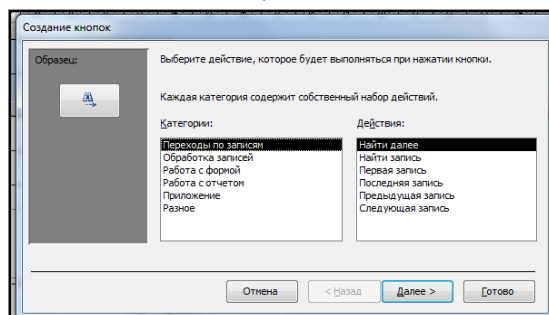 Создание кнопок
Образец:
Выберите действие, которое будет выполняться при нажатии кнопки.
Каждая категория содержит собственный набор действий.
Категории:
Действия:
Переходы по записям
Обработка записей
Работа с формой
Работа с отчетом
Приложение
Разное
Найти далее
Найти запись
Первая запись
Последняя запись
Предыдущая запись
Следующая запись
Отмена
< Назад
Далее >
Готово